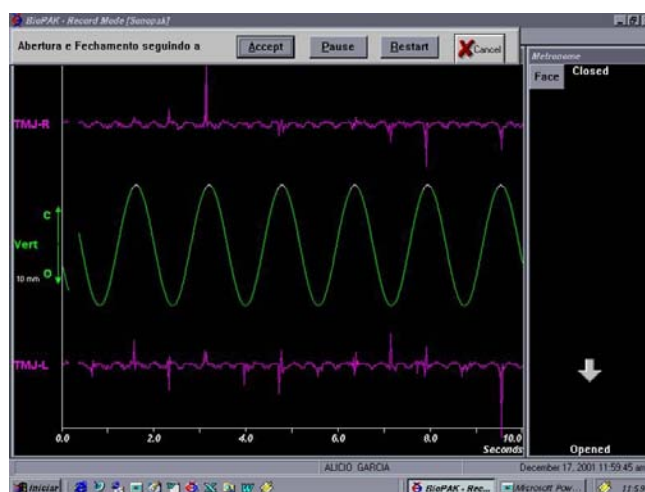 BioPAK - Record Mode [Sonopak]
Abertura e Fechamento seguindo a
Accept
Pause
Restart
Cancel
Metronome
Face
Closed
TMJ-R
C
Vert
10 mm O
TMJ-L
0.0 2.0 4.0 6.0 8.0 10.0
Seconds
Opened
ALICIO GARCIA
December 17, 2001 11:59:45 am
Iniciar
BioPAK - Rec...
Microsoft Pow...
11:59